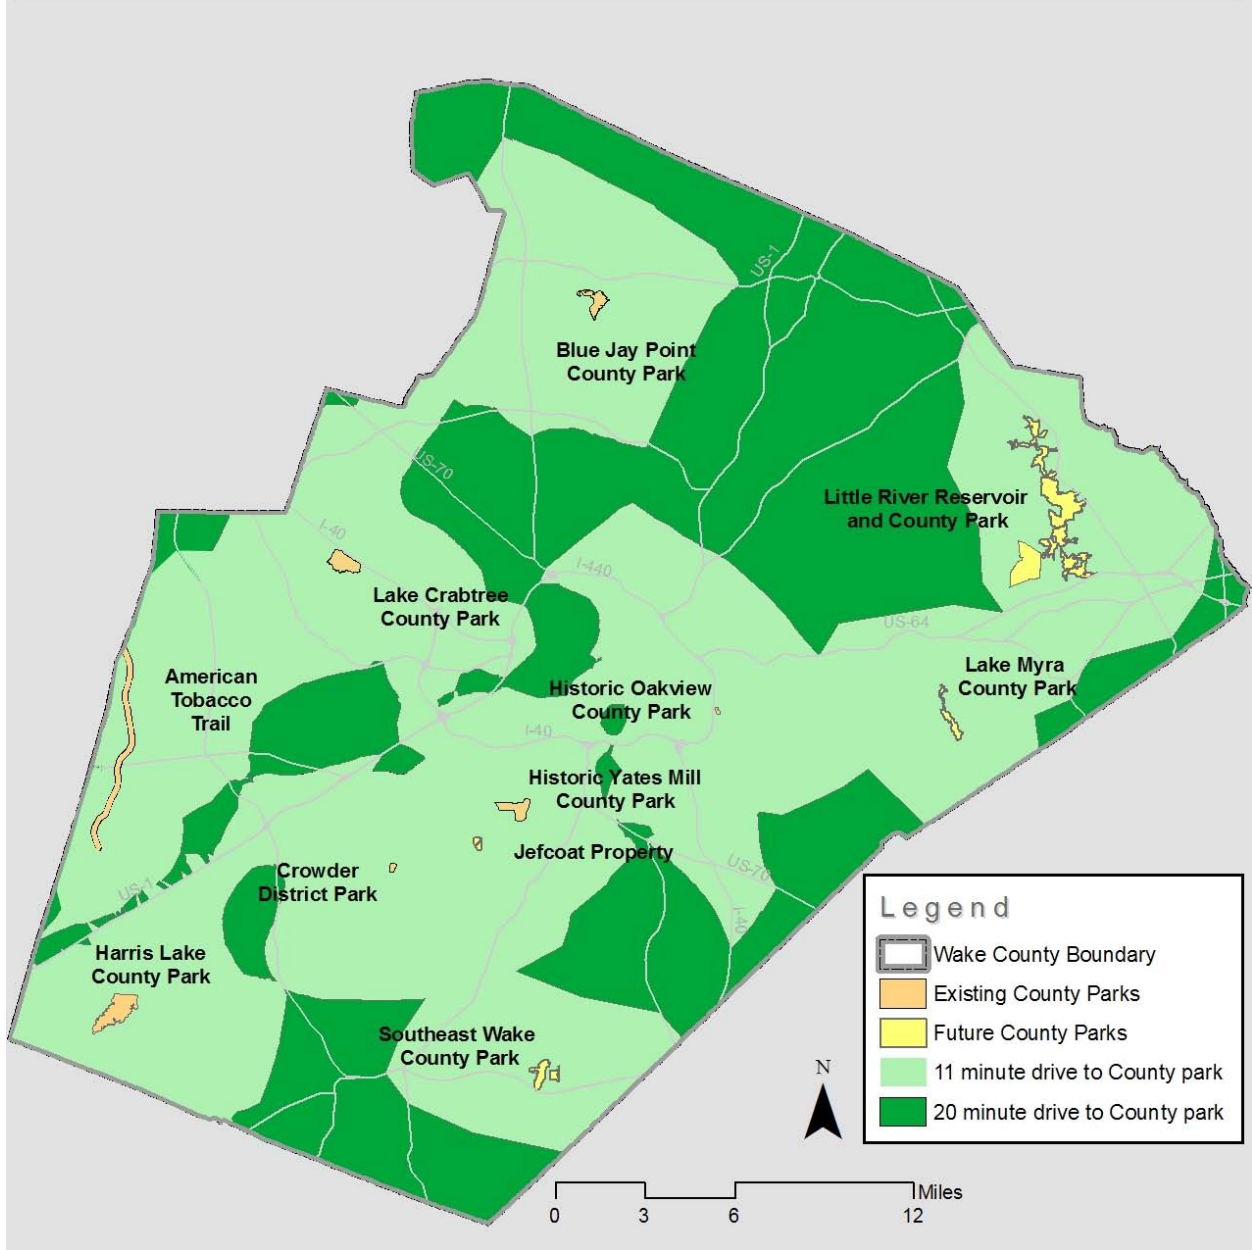 US-1
Blue Jay Point
County Park
US-70
Little River Reservoir
and County Park
I-40
I-440
Lake Crabtree
County Park
US-64
American
Tobacco
Trail
Lake Myra
County Park
Historic Oakview
County Park
I-40
Historic Yates Mill
County Park
Jefcoat Property
US-70
Crowder
District Park
US-1
I-40
Harris Lake
County Park
Southeast Wake
County Park
Legend
Wake County Boundary
Existing County Parks
Future County Parks
11 minute drive to County park
20 minute drive to County park
N
Miles
0 3 6 12